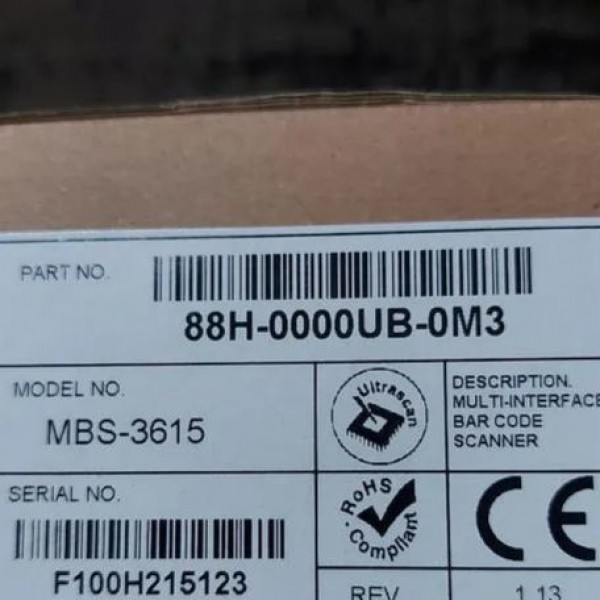 PART NO.
88H-0000UB-0M3
MODEL NO.
MBS-3615
Ultrascan
DESCRIPTION.
MULTI-INTERFACE
BAR CODE
SCANNER
SERIAL NO.
F100H215123
RoHS
Compliant
CE
REV
1.13